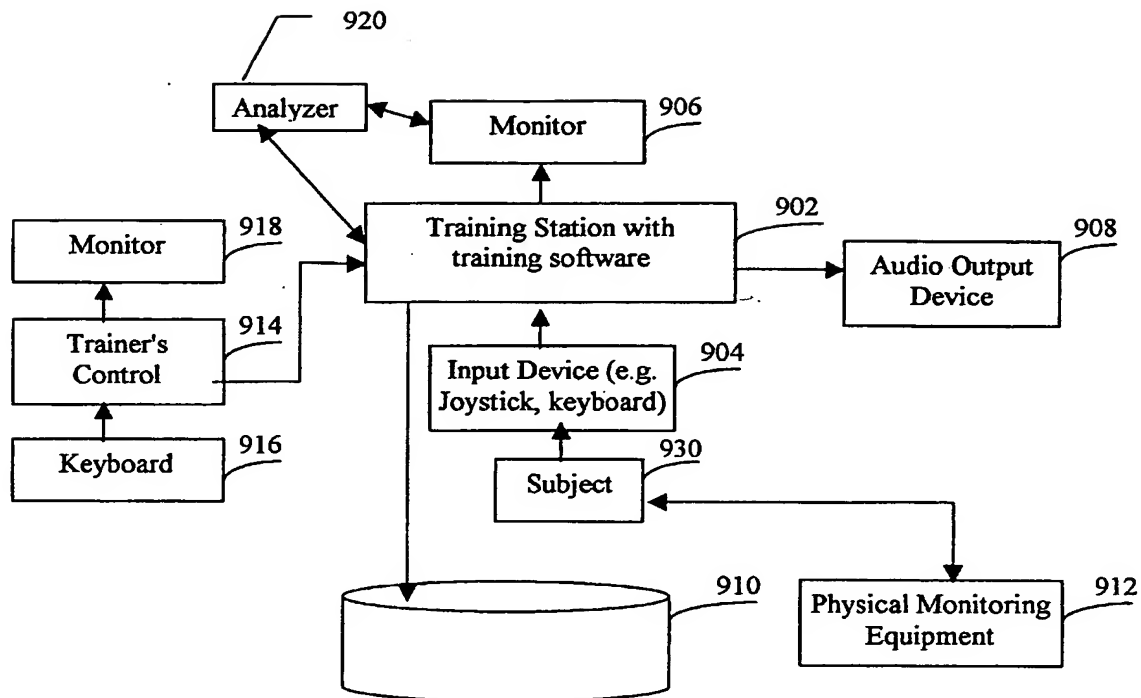 920
Analyzer
906
Monitor
902
Training Station with
training software
918
Monitor
908
Audio Output
Device
914
Trainer's
Control
904
Input Device (e.g.
Joystick, keyboard)
916
Keyboard
930
Subject
910
912
Physical Monitoring
Equipment